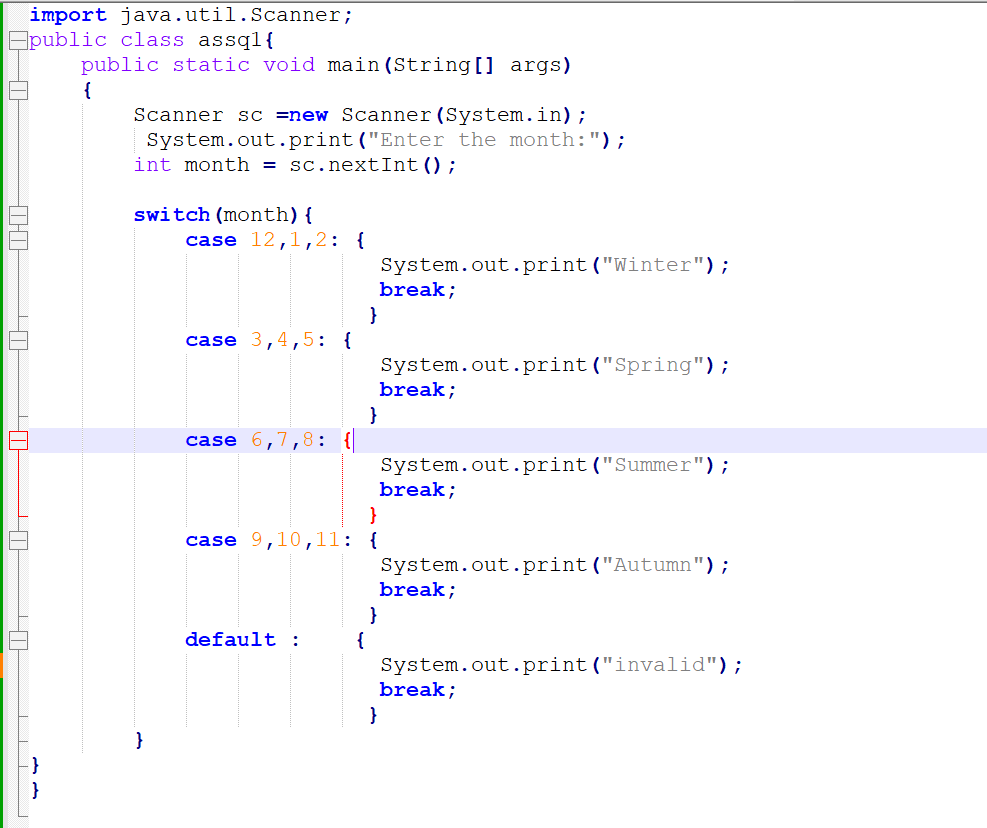 import java.util.Scanner;
public class assq1{
    public static void main(String[] args)
    {
        Scanner sc =new Scanner(System.in);
         System.out.print("Enter the month:");
        int month = sc.nextInt();

        switch(month){
            case 12,1,2: {
                           System.out.print("Winter");
                           break;
                          }
            case 3,4,5: {
                           System.out.print("Spring");
                           break;
                          }
            case 6,7,8: {
                           System.out.print("Summer");
                           break;
                          }
            case 9,10,11: {
                           System.out.print("Autumn");
                           break;
                          }
            default :    {
                           System.out.print("invalid");
                           break;
                          }
        }
}
}